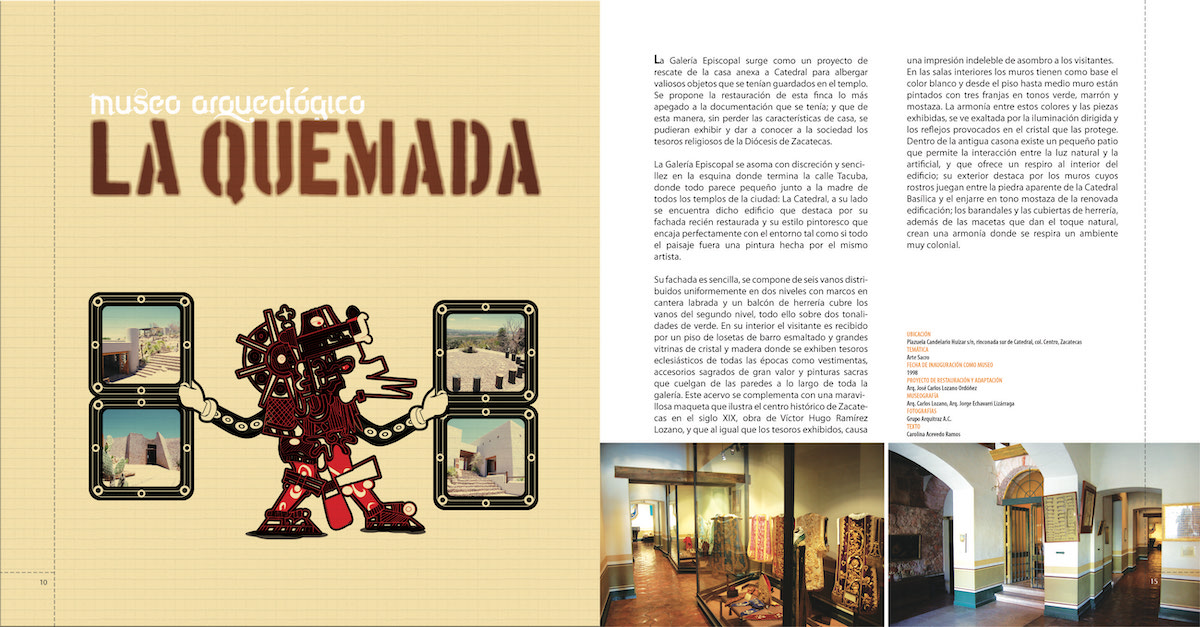 museo arqueológico
LA QUEMADA
10
La Galería Episcopal surge como un proyecto de
rescate de la casa anexa a Catedral para albergar
valiosos objetos que se tenían guardados en el templo.
Se propone la restauración de esta finca lo más
apegado a la documentación que se tenía; y que de
esta manera, sin perder las características de casa, se
pudieran exhibir y dar a conocer a la sociedad los
tesoros religiosos de la Diócesis de Zacatecas.
La Galería Episcopal se asoma con discreción y senci-
llez en la esquina donde termina la calle Tacuba,
donde todo parece pequeño junto a la madre de
todos los templos de la ciudad: La Catedral, a su lado
se encuentra dicho edificio que destaca por su
fachada recién restaurada y su estilo pintoresco que
encaja perfectamente con el entorno tal como si todo
el paisaje fuera una pintura hecha por el mismo
artista.
Su fachada es sencilla, se compone de seis vanos distri-
buidos uniformemente en dos niveles con marcos en
cantera labrada y un balcón de herrería cubre los
vanos del segundo nivel, todo ello sobre dos tonali-
dades de verde. En su interior el visitante es recibido
por un piso de losetas de barro esmaltado y grandes
vitrinas de cristal y madera donde se exhiben tesoros
eclesiásticos de todas las épocas como vestimentas,
accesorios sagrados de gran valor y pinturas sacras
que cuelgan de las paredes a lo largo de toda la
galería. Este acervo se complementa con una maravi-
llosa maqueta que ilustra el centro histórico de Zacate-
cas en el siglo XIX, obra de Víctor Hugo Ramírez
Lozano, y que al igual que los tesoros exhibidos, causa
una impresión indeleble de asombro a los visitantes.
En las salas interiores los muros tienen como base el
color blanco y desde el piso hasta medio muro están
pintados con tres franjas en tonos verde, marrón y
mostaza. La armonía entre estos colores y las piezas
exhibidas, se ve exaltada por la iluminación dirigida y
los reflejos provocados en el cristal que las protege.
Dentro de la antigua casona existe un pequeño patio
que permite la interacción entre la luz natural y la
artificial, y que ofrece un respiro al interior del
edificio; su exterior destaca por los muros cuyos
rostros juegan entre la piedra aparente de la Catedral
Basílica y el enjarre en tono mostaza de la renovada
edificación; los barandales y las cubiertas de herrería,
además de las macetas que dan el toque natural,
crean una armonía donde se respira un ambiente
muy colonial.
UBICACIÓN
Plazuela Candelario Huízar s/n, rinconada sur de Catedral, col. Centro, Zacatecas
TEMÁTICA
Arte Sacro
FECHA DE INAUGURACIÓN COMO MUSEO
1998
PROYECTO DE RESTAURACIÓN Y ADAPTACIÓN
Arq. José Carlos Lozano Ordóñez
MUSEOGRAFÍA
Arq. Carlos Lozano, Arq. Jorge Echavarri Lizárraga
FOTOGRAFÍAS
Grupo Arquitraz A.C.
TEXTO
Carolina Acevedo Ramos
15